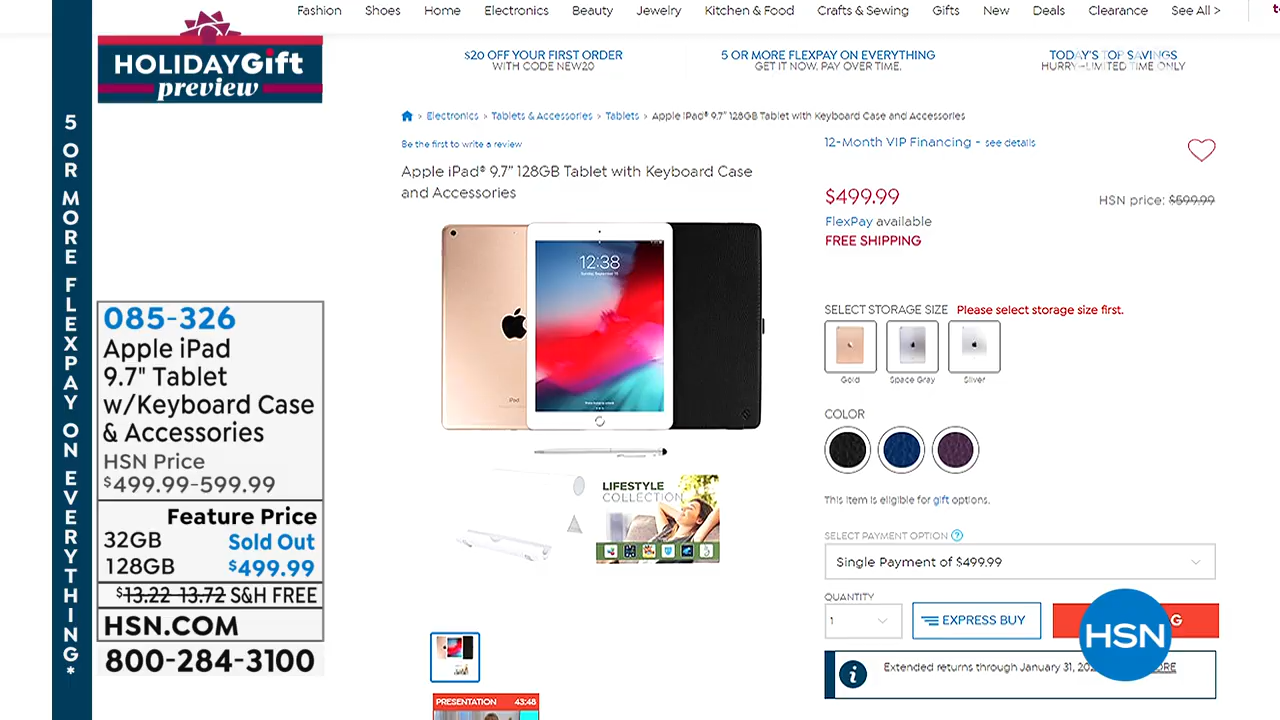 Fashion Shoes Home Electronics Beauty Jewelry Kitchen & Food Crafts & Sewing Gifts New Deals Clearance See All >
HOLIDAY Gift
preview
$20 OFF YOUR FIRST ORDER
WITH CODE NEW20
5 OR MORE FLEXPAY ON EVERYTHING
GET IT NOW. PAY OVER TIME.
TODAY'S TOP SAVINGS
HURRY-LIMITED TIME ONLY
5 OR MORE FLEXPAY ON EVERYTHING*
Electronics > Tablets & Accessories > Tablets > Apple iPad® 9.7" 128GB Tablet with Keyboard Case and Accessories
Be the first to write a review
Apple iPad® 9.7" 128GB Tablet with Keyboard Case
and Accessories
12:38
iPad
LIFESTYLE
COLLECTION
PRESENTATION 43:48
12-Month VIP Financing - see details
$499.99
HSN price: $599.99
FlexPay available
FREE SHIPPING
SELECT STORAGE SIZE Please select storage size first.
Gold Space Gray Silver
COLOR
This item is eligible for gift options.
SELECT PAYMENT OPTION ?
Single Payment of $499.99
QUANTITY
1
EXPRESS BUY
G
HSN
Extended returns through January 31, 20
ORE
085-326
Apple iPad
9.7" Tablet
w/Keyboard Case
& Accessories
HSN Price
$499.99-599.99
Feature Price
32GB Sold Out
128GB $499.99
$13.22-13.72 S&H FREE
HSN.COM
800-284-3100